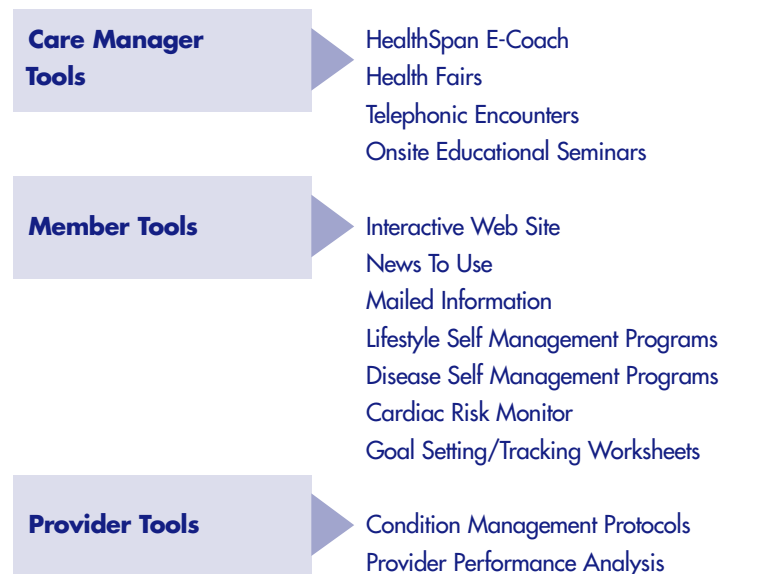 Care Manager
Tools
HealthSpan E-Coach
Health Fairs
Telephonic Encounters
Onsite Educational Seminars
Member Tools
Interactive Web Site
News To Use
Mailed Information
Lifestyle Self Management Programs
Disease Self Management Programs
Cardiac Risk Monitor
Goal Setting/Tracking Worksheets
Provider Tools
Condition Management Protocols
Provider Performance Analysis